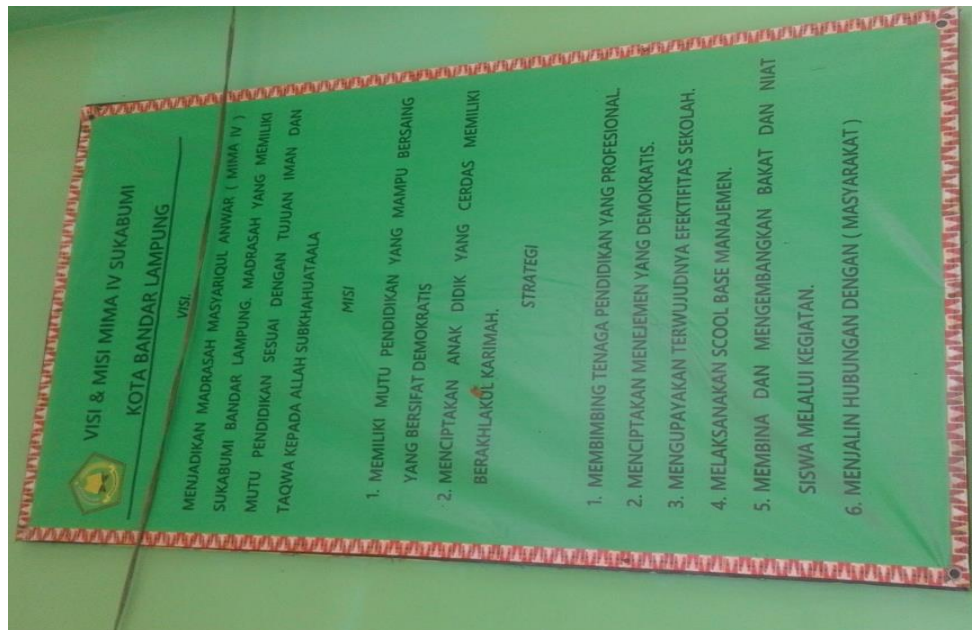 VISI & MISI MIMA IV SUKABUMI
KOTA BANDAR LAMPUNG
VISI.
MENJADIKAN MADRASAH MASYARIQUL ANWAR ( MIMA IV )
SUKABUMI BANDAR LAMPUNG. MADRASAH YANG MEMILIKI
MUTU PENDIDIKAN SESUAI DENGAN TUJUAN IMAN DAN
TAQWA KEPADA ALLAH SUBKHAHUATAALA
MISI
1. MEMILIKI MUTU PENDIDIKAN YANG MAMPU BERSAING
YANG BERSIFAT DEMOKRATIS
2. MENCIPTAKAN ANAK DIDIK YANG CERDAS MEMILIKI
BERAKHLAKUL KARIMAH.
STRATEGI
1. MEMBIMBING TENAGA PENDIDIKAN YANG PROFESIONAL.
2. MENCIPTAKAN MENEJEMEN YANG DEMOKRATIS.
3. MENGUPAYAKAN TERWUJUDNYA EFEKTIFITAS SEKOLAH.
4. MELAKSANAKAN SCOOL BASE MANAJEMEN.
5. MEMBINA DAN MENGEMBANGKAN BAKAT DAN NIAT
SISWA MELALUI KEGIATAN.
6. MENJALIN HUBUNGAN DENGAN ( MASYARAKAT )